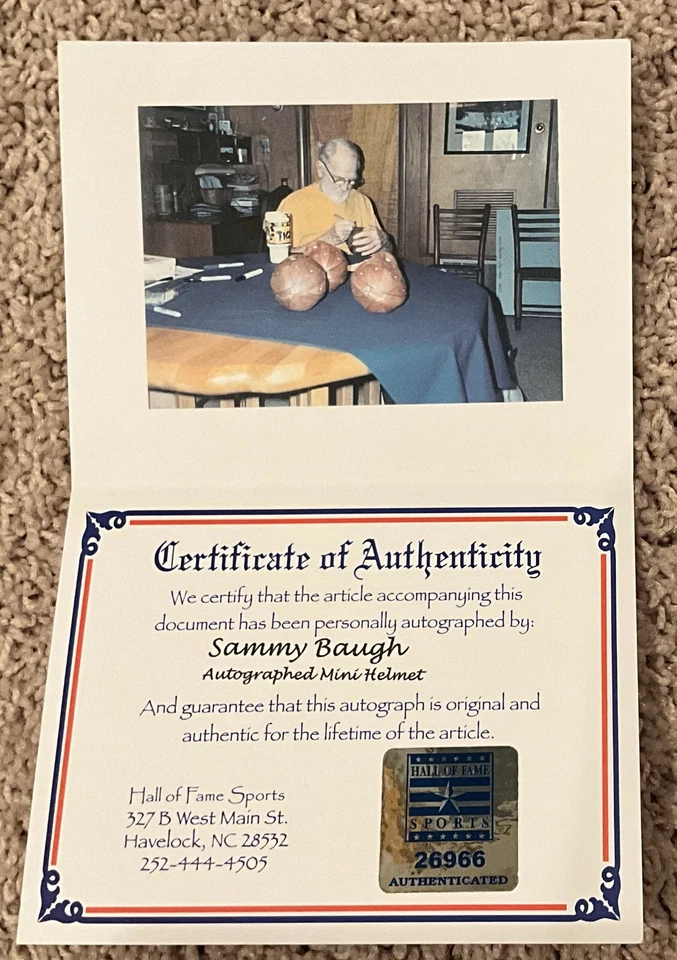 Certificate of Authenticity
We certify that the article accompanying this
document has been personally autographed by:
Sammy Baugh
Autographed Mini Helmet
And guarantee that this autograph is original and
authentic for the lifetime of the article.
Hall of Fame Sports
327 B West Main St.
Havelock, NC 28532
252-444-4505
HALL OF FAME
SPORTS
26966
AUTHENTICATED